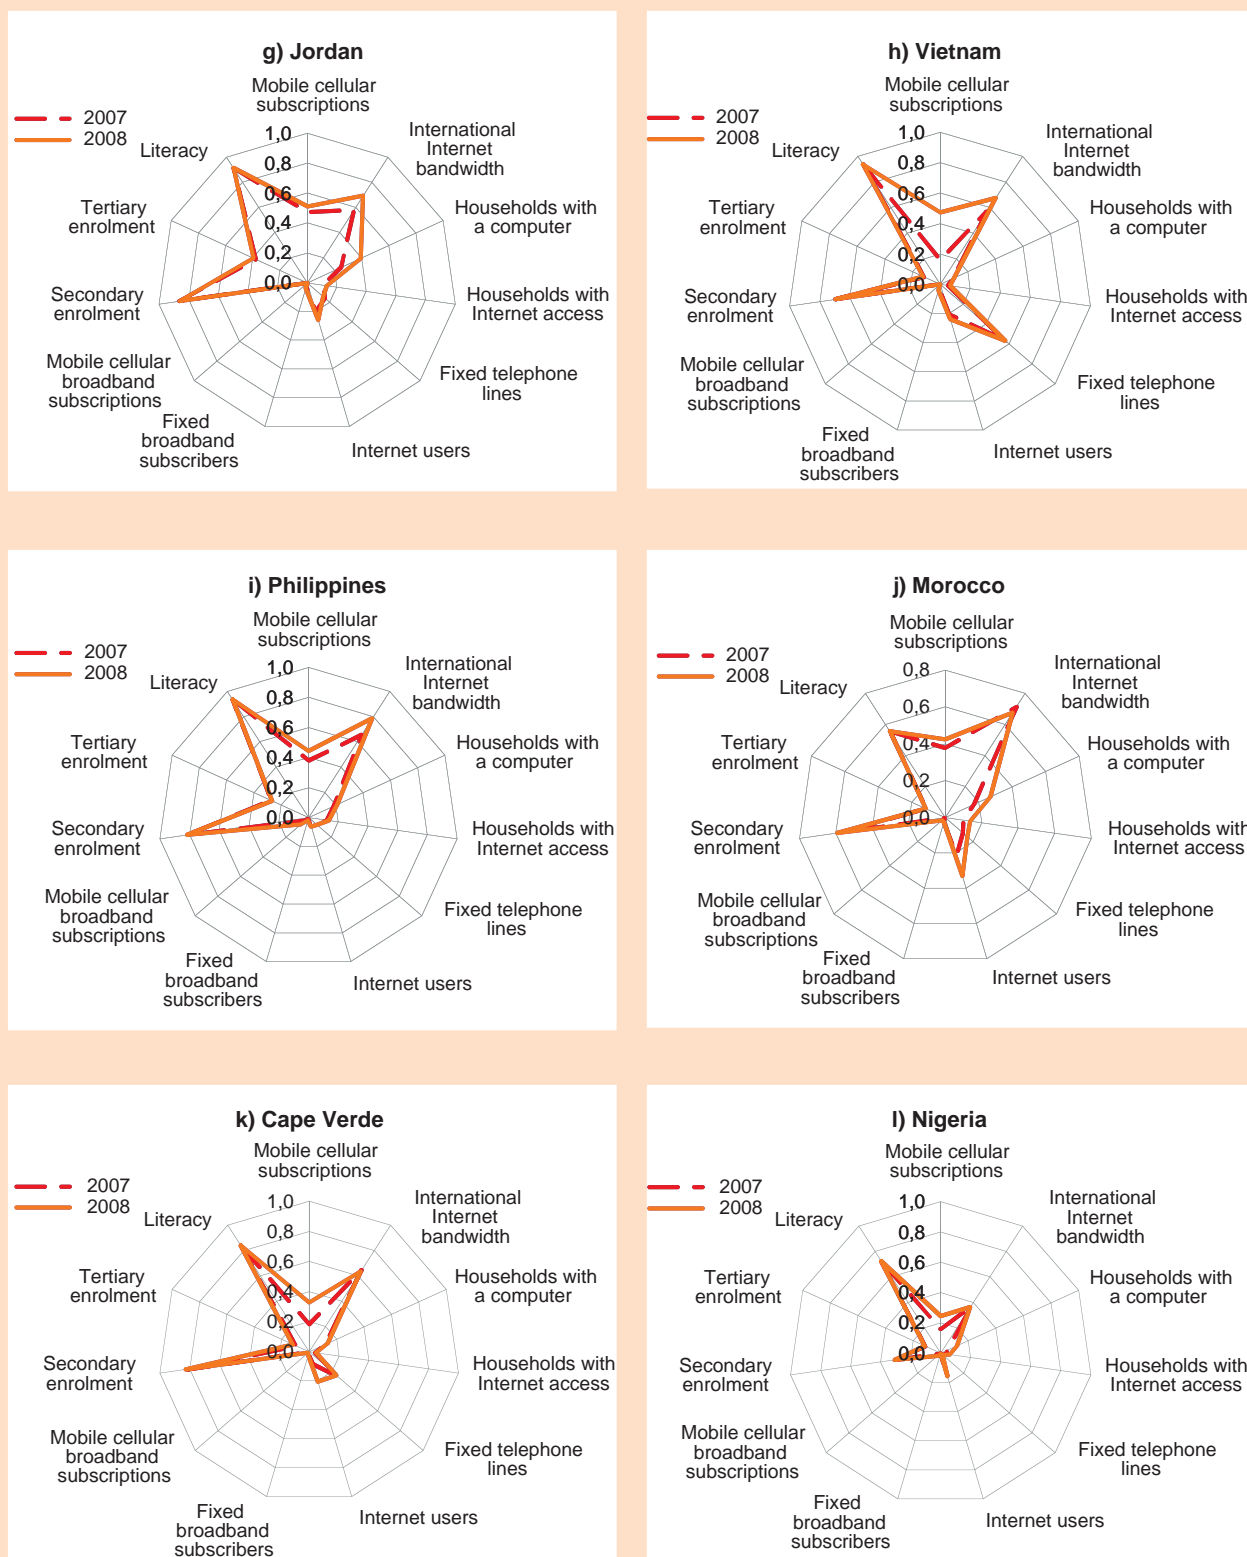 g) Jordan
Mobile cellular
subscriptions
2007
2008
International
Internet
bandwidth
Households with
a computer
Households with
Internet access
Fixed telephone
lines
Internet users
Fixed
broadband
subscribers
Mobile cellular
broadband
subscriptions
Secondary
enrolment
Tertiary
enrolment
Literacy
1,0
0,8
0,6
0,4
0,2
0,0
h) Vietnam
Mobile cellular
subscriptions
2007
2008
International
Internet
bandwidth
Households with
a computer
Households with
Internet access
Fixed telephone
lines
Internet users
Fixed
broadband
subscribers
Mobile cellular
broadband
subscriptions
Secondary
enrolment
Tertiary
enrolment
Literacy
1,0
0,8
0,6
0,4
0,2
0,0
i) Philippines
Mobile cellular
subscriptions
2007
2008
International
Internet
bandwidth
Households with
a computer
Households with
Internet access
Fixed telephone
lines
Internet users
Fixed
broadband
subscribers
Mobile cellular
broadband
subscriptions
Secondary
enrolment
Tertiary
enrolment
Literacy
1,0
0,8
0,6
0,4
0,2
0,0
j) Morocco
Mobile cellular
subscriptions
2007
2008
International
Internet
bandwidth
Households with
a computer
Households with
Internet access
Fixed telephone
lines
Internet users
Fixed
broadband
subscribers
Mobile cellular
broadband
subscriptions
Secondary
enrolment
Tertiary
enrolment
Literacy
0,8
0,6
0,4
0,2
0,0
k) Cape Verde
Mobile cellular
subscriptions
2007
2008
International
Internet
bandwidth
Households with
a computer
Households with
Internet access
Fixed telephone
lines
Internet users
Fixed
broadband
subscribers
Mobile cellular
broadband
subscriptions
Secondary
enrolment
Tertiary
enrolment
Literacy
1,0
0,8
0,6
0,4
0,2
0,0
l) Nigeria
Mobile cellular
subscriptions
2007
2008
International
Internet
bandwidth
Households with
a computer
Households with
Internet access
Fixed telephone
lines
Internet users
Fixed
broadband
subscribers
Mobile cellular
broadband
subscriptions
Secondary
enrolment
Tertiary
enrolment
Literacy
1,0
0,8
0,6
0,4
0,2
0,0